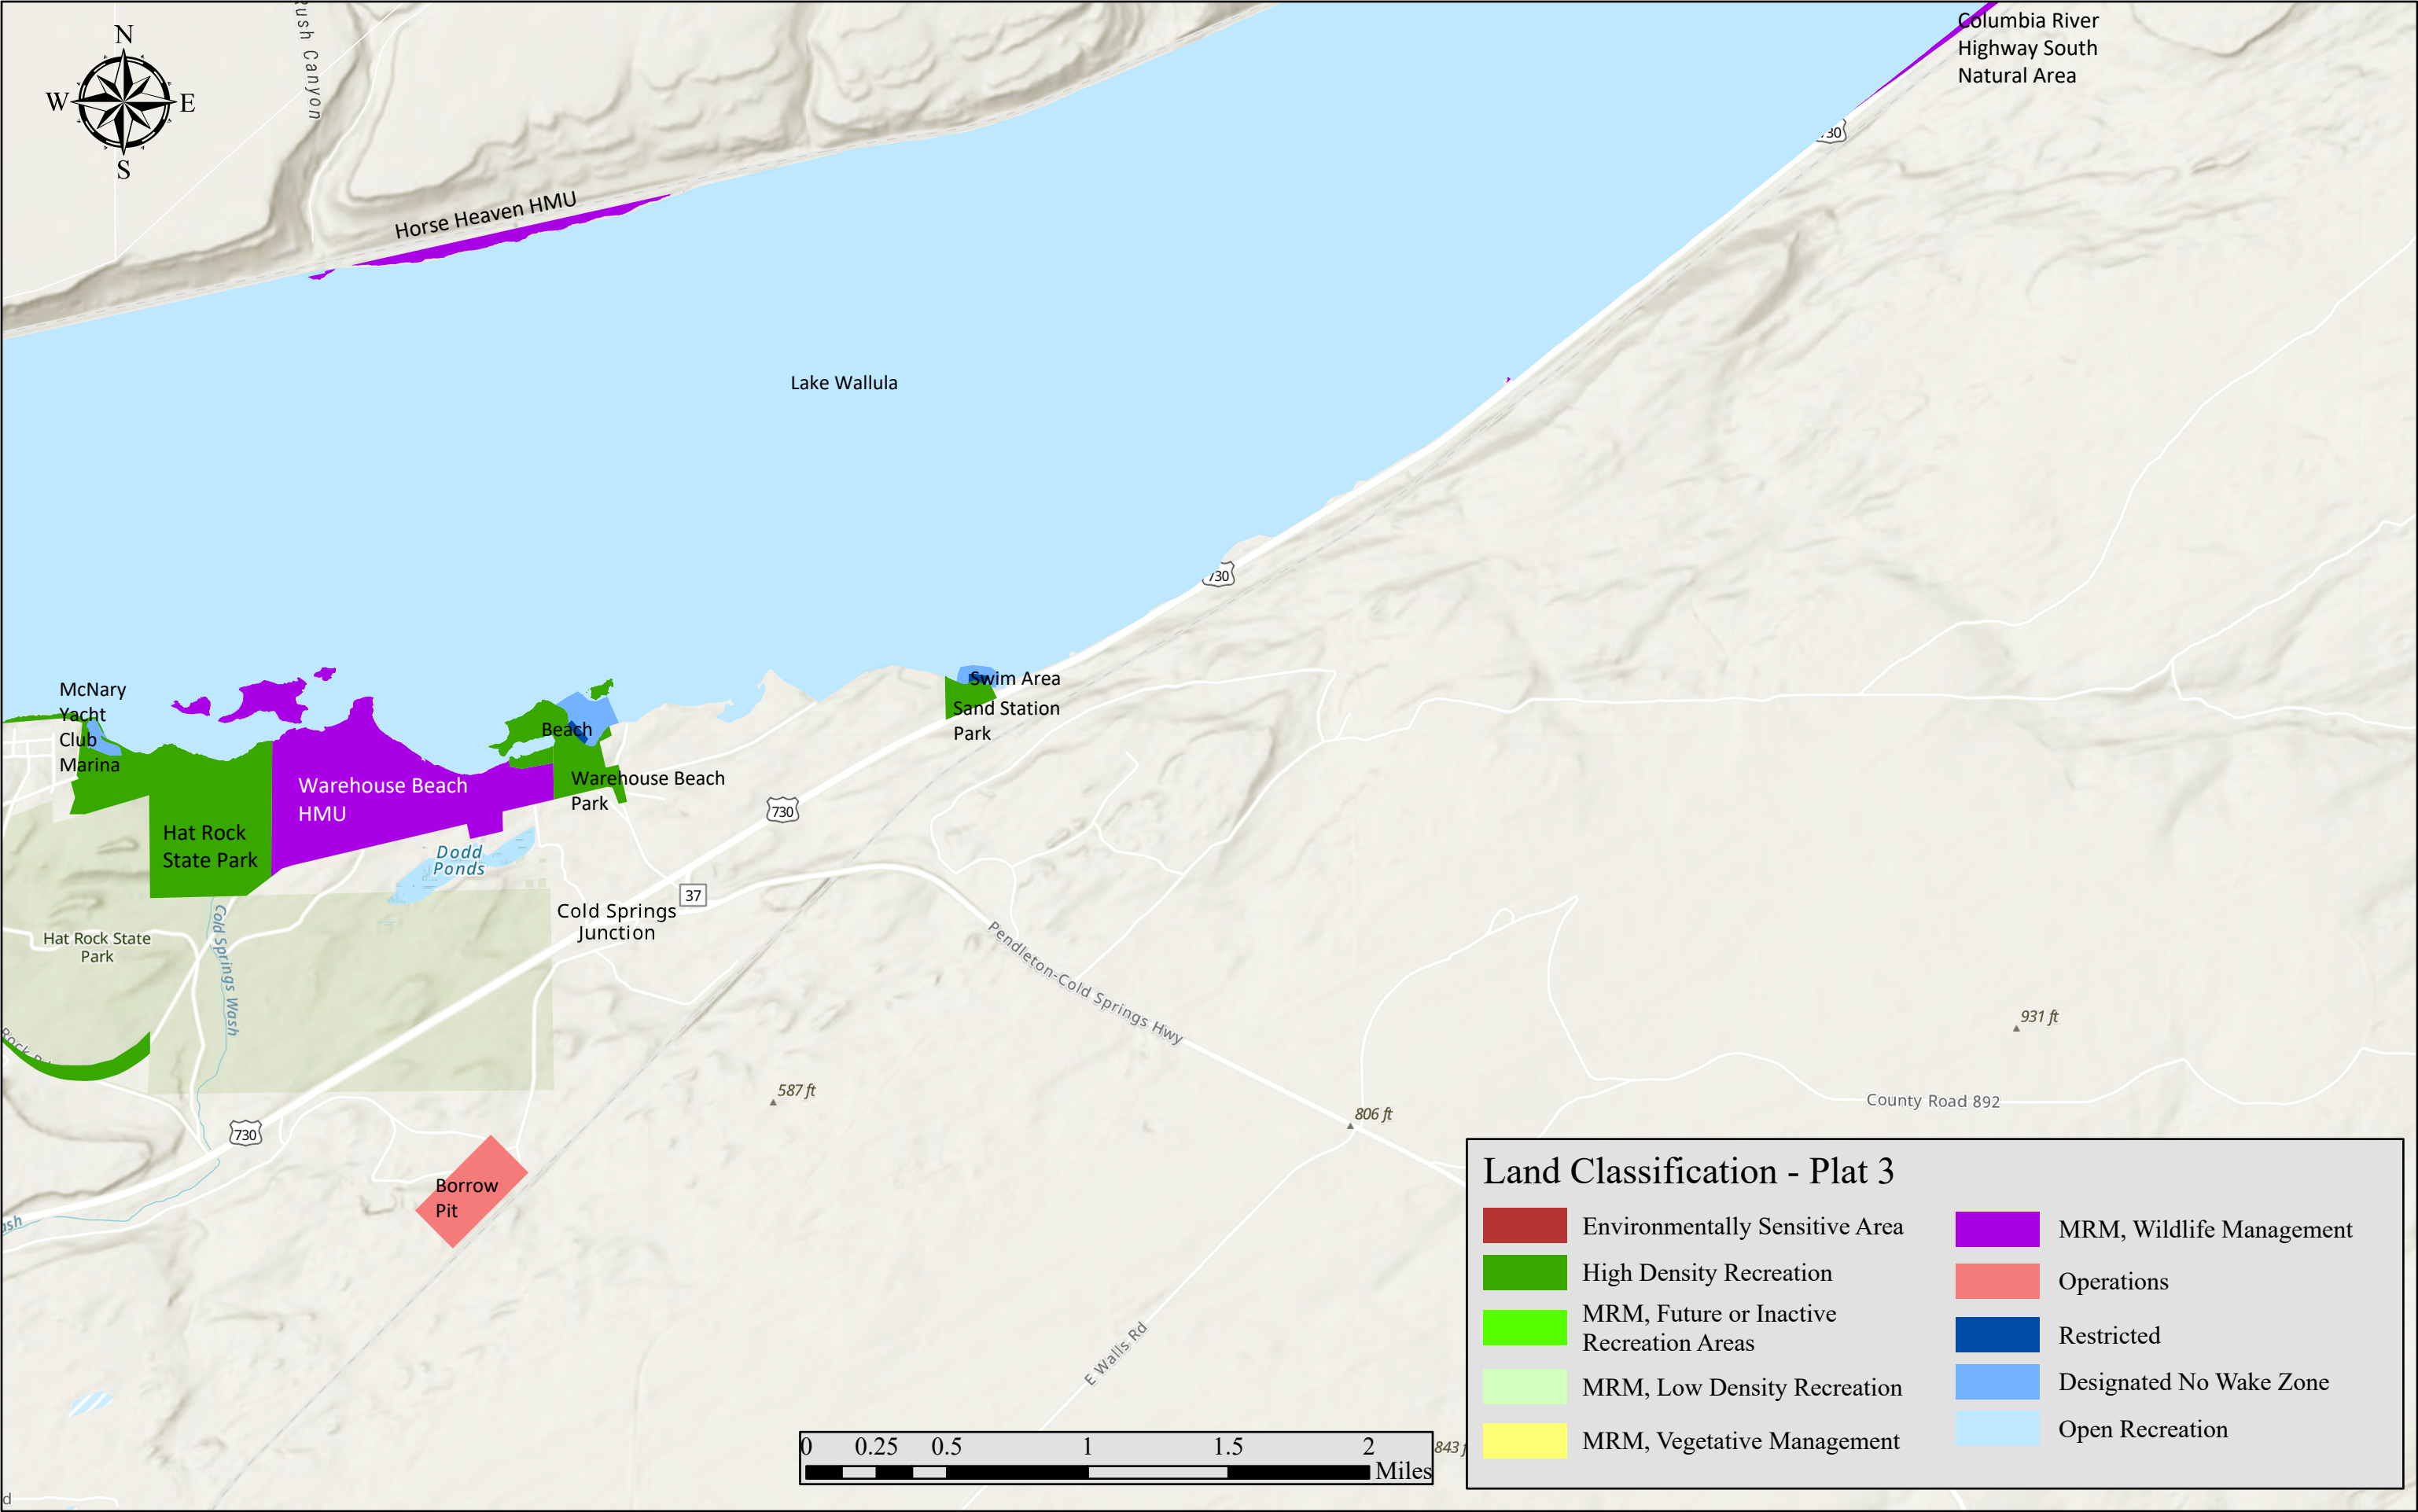 N
W
E
S
Rush Canyon
Columbia River
Highway South
Natural Area
730
Horse Heaven HMU
Lake Wallula
730
McNary
Yacht
Club
Marina
Swim Area
Sand Station
Park
Beach
Warehouse Beach
HMU
Warehouse Beach
Park
730
Hat Rock
State Park
Dodd
Ponds
37
Cold Springs
Junction
Hat Rock State
Park
Cold Springs Wash
Pendleton-Cold Springs Hwy
931 ft
587 ft
806 ft
County Road 892
730
Borrow
Pit
E Walls Rd
843 f
Land Classification - Plat 3
Environmentally Sensitive Area
High Density Recreation
MRM, Future or Inactive
Recreation Areas
MRM, Low Density Recreation
MRM, Vegetative Management
MRM, Wildlife Management
Operations
Restricted
Designated No Wake Zone
Open Recreation
0 0.25 0.5 1 1.5 2
Miles
d